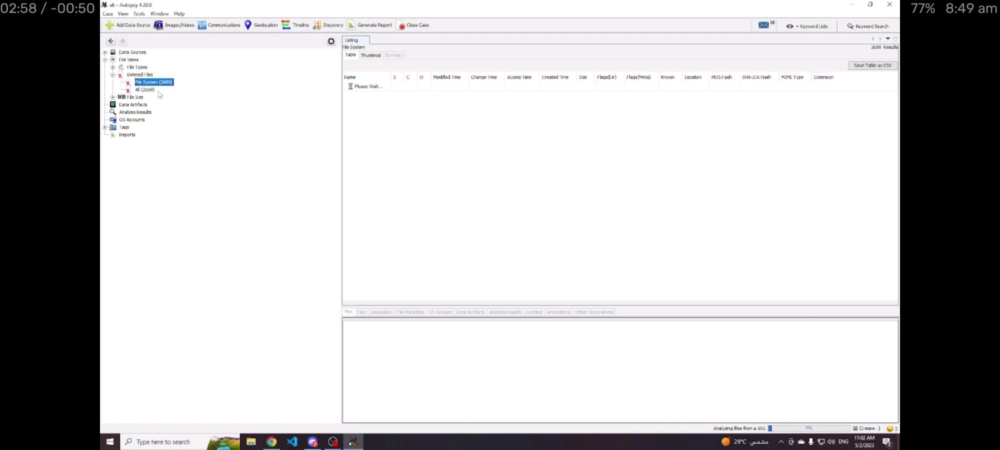 02:58 / -00:50
77% 8:49 am
ab - Autopsy 4.20.0
Case View Tools Window Help
Add Data Source Images/Videos Communications Geolocation Timeline Discovery Generate Report Close Case
Keyword Lists Keyword Search
Listing
File System
2689 Results
Table Thumbnail Summary
Save Table as CSV
Name S C O Modified Time Change Time Access Time Created Time Size Flags(Dir) Flags(Meta) Known Location MD5 Hash SHA-256 Hash MIME Type Extension
Please Wait...
Data Sources
File Views
File Types
Deleted Files
File System (2689)
All (2689)
MB File Size
Data Artifacts
Analysis Results
OS Accounts
Tags
Reports
Hex Text Application File Metadata OS Account Data Artifacts Analysis Results Context Annotations Other Occurrences
Analyzing files from a.001
(3 more...)
2
Type here to search
29°C مشمس
ENG
11:02 AM
5/2/2023
2